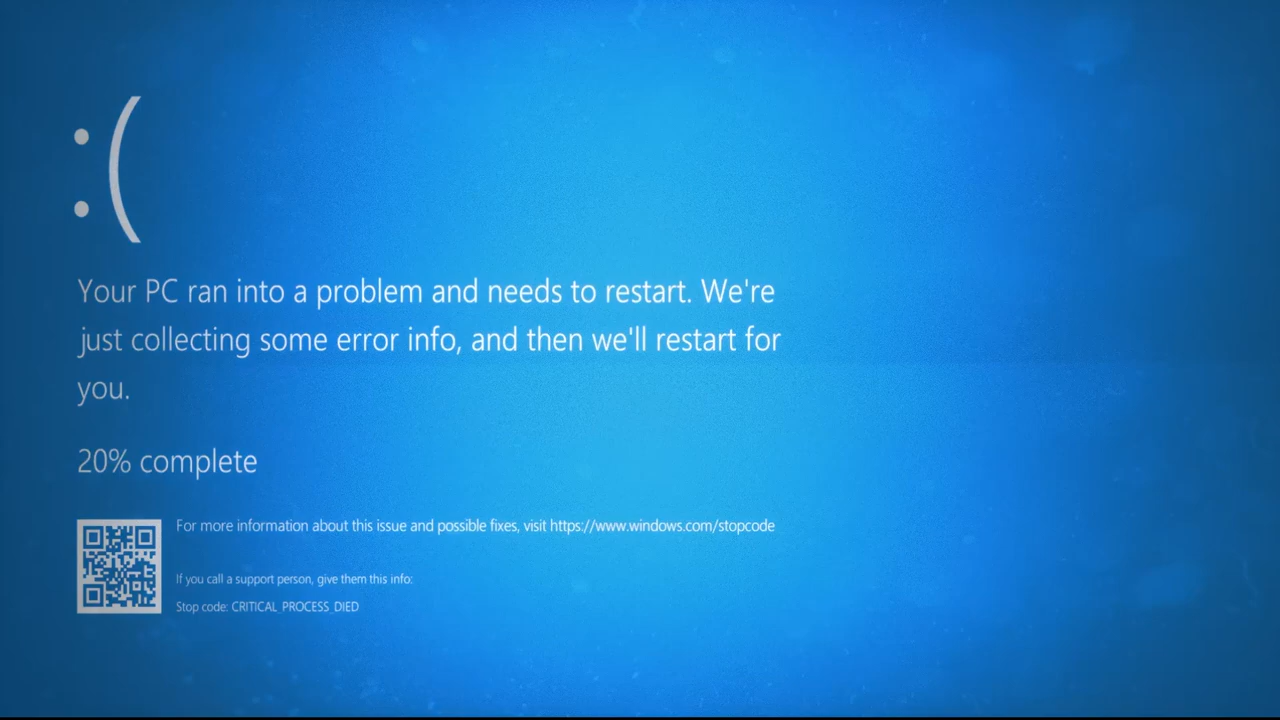 :(
Your PC ran into a problem and needs to restart. We're
just collecting some error info, and then we'll restart for
you.
20% complete
For more information about this issue and possible fixes, visit https://www.windows.com/stopcode
If you call a support person, give them this info:
Stop code: CRITICAL_PROCESS_DIED